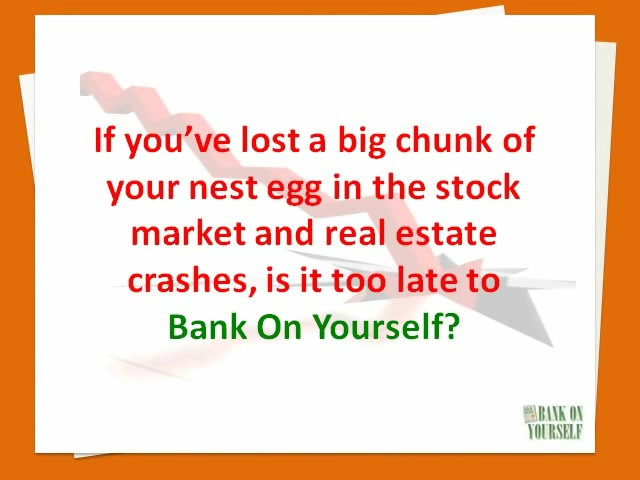 If you’ve lost a big chunk of
your nest egg in the stock
market and real estate
crashes, is it too late to
Bank On Yourself?
BANK ON
YOURSELF